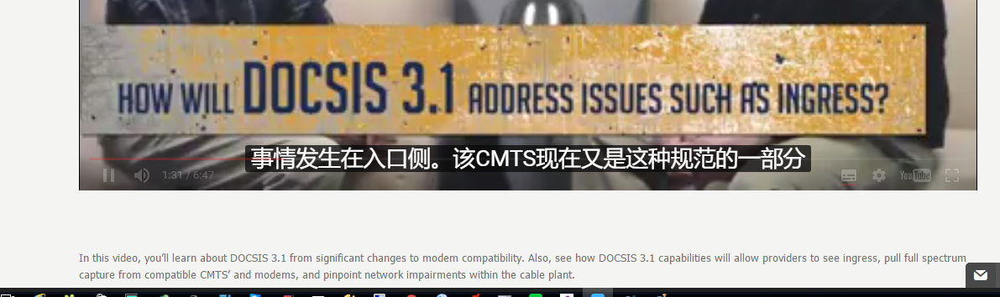 HOW WILL DOCSIS 3.1 ADDRESS ISSUES SUCH AS INGRESS?
事情发生在入口侧。该CMTS现在又是这种规范的一部分
1:31 / 6:47
YouTube
In this video, you’ll learn about DOCSIS 3.1 from significant changes to modem compatibility. Also, see how DOCSIS 3.1 capabilities will allow providers to see ingress, pull full spectrum
capture from compatible CMTS’ and modems, and pinpoint network impairments within the cable plant.